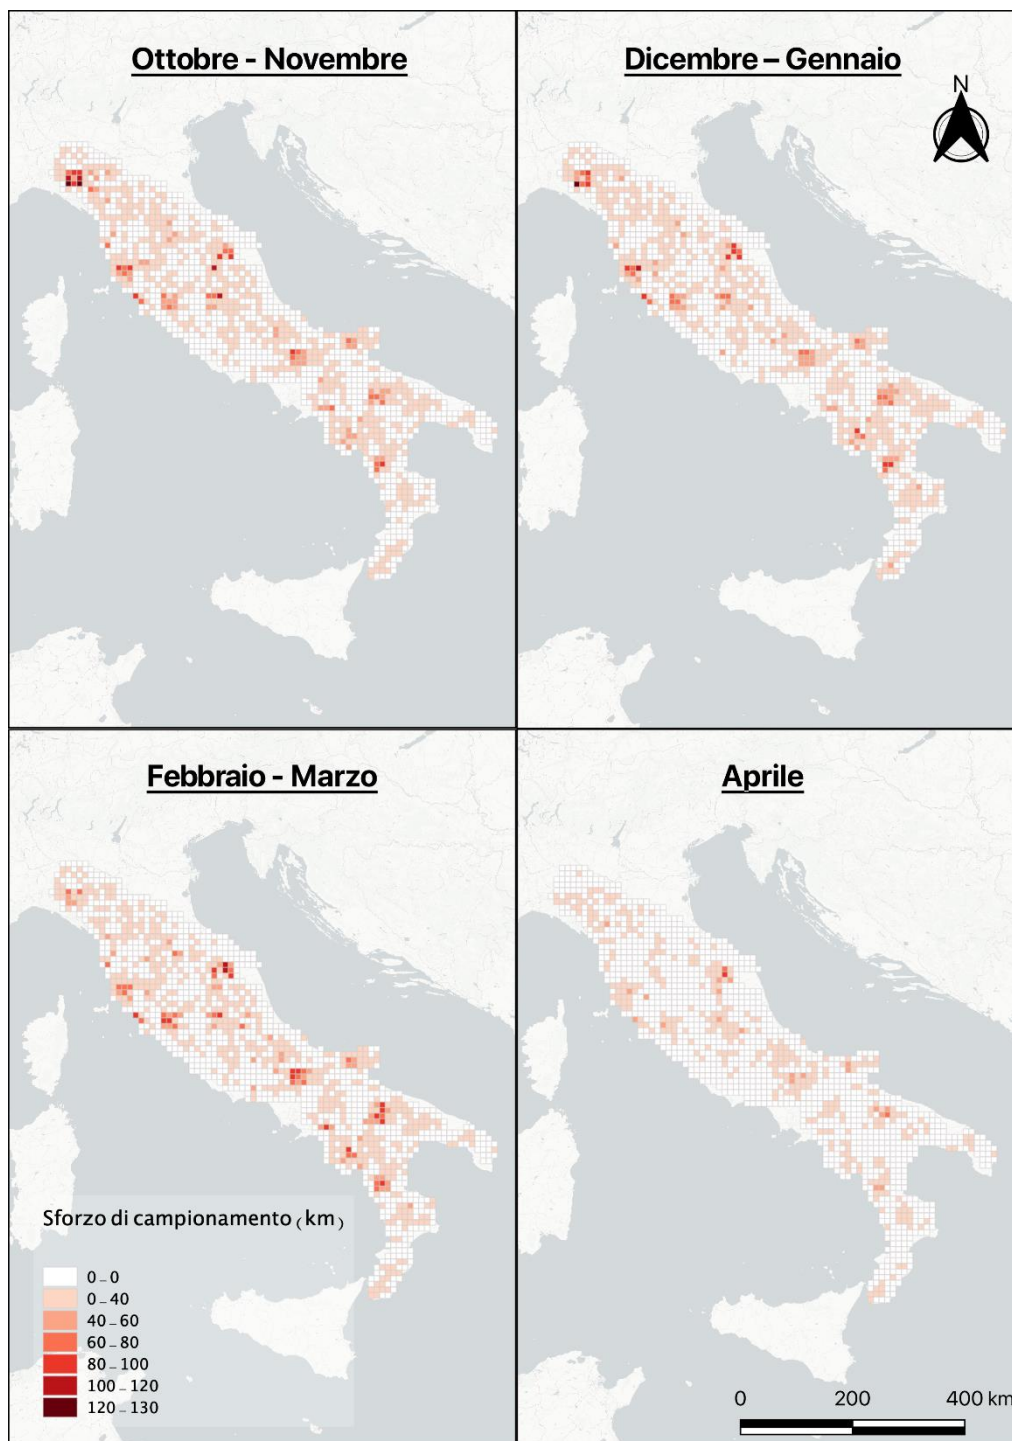 Ottobre - Novembre
Dicembre – Gennaio
N
Febbraio - Marzo
Aprile
Sforzo di campionamento (km)
0 – 0
0 – 40
40 – 60
60 – 80
80 – 100
100 – 120
120 – 130
0 200 400 km